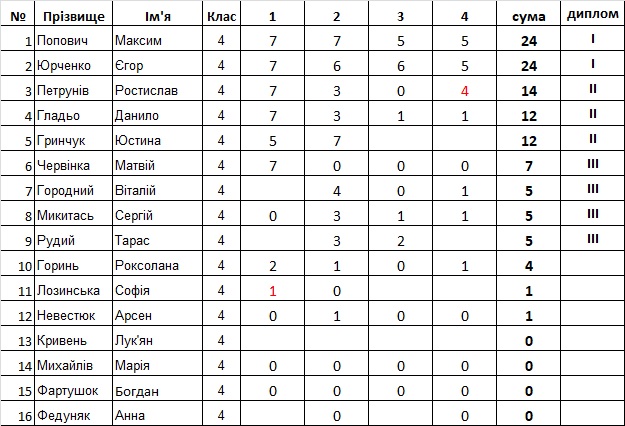 № Прізвище Ім'я Клас 1 2 3 4 сума диплом
1 Попович Максим 4 7 7 5 5 24 I
2 Юрченко Єгор 4 7 6 6 5 24 I
3 Петрунів Ростислав 4 7 3 0 4 14 II
4 Гладьо Данило 4 7 3 1 1 12 II
5 Гринчук Юстина 4 5 7 12 II
6 Червінка Матвій 4 7 0 0 0 7 III
7 Городний Віталій 4 4 0 1 5 III
8 Микитась Сергій 4 0 3 1 1 5 III
9 Рудий Тарас 4 3 2 5 III
10 Горинь Роксолана 4 2 1 0 1 4
11 Лозинська Софія 4 1 0 1
12 Невестюк Арсен 4 0 1 0 0 1
13 Кривень Лук'ян 4 0
14 Михайлів Марія 4 0 0 0 0 0
15 Фартушок Богдан 4 0 0 0 0 0
16 Федуняк Анна 4 0 0 0